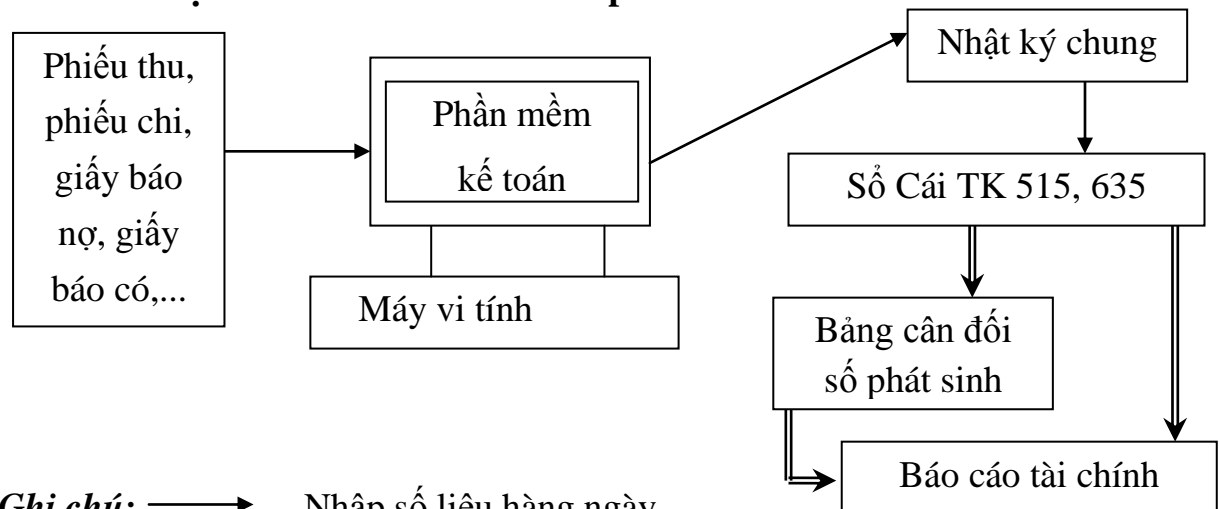 Phiếu thu,
phiếu chi,
giấy báo
nợ, giấy
báo có,...
Phần mềm
kế toán
Máy vi tính
Nhật ký chung
Sổ Cái TK 515, 635
Bảng cân đối
số phát sinh
Báo cáo tài chính
Ghi chú:
Nhập số liệu hàng ngày